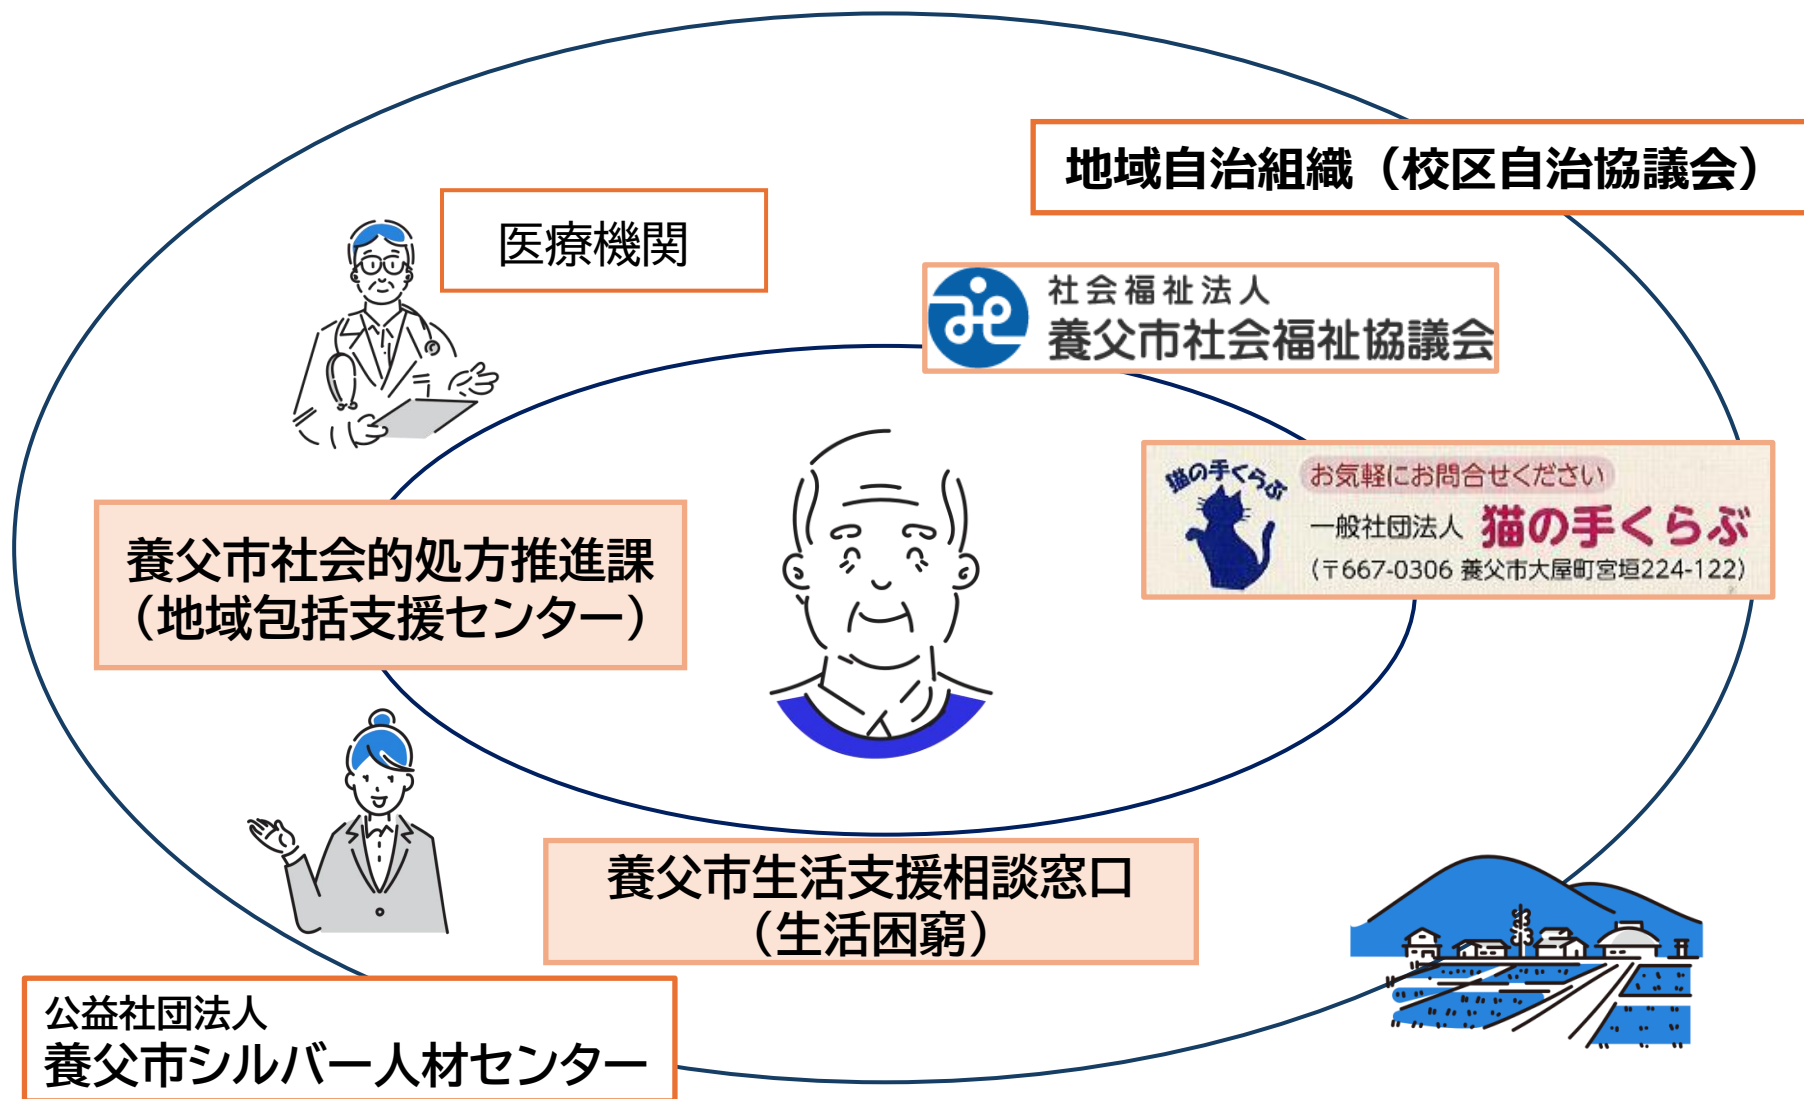 地域自治組織（校区自治協議会）
医療機関
社会福祉法人
養父市社会福祉協議会
猫の手くらぶ
お気軽にお問合せください
一般社団法人 猫の手くらぶ
（〒667-0306 養父市大屋町宮垣224-122）
養父市社会的処方推進課
（地域包括支援センター）
養父市生活支援相談窓口
（生活困窮）
公益社団法人
養父市シルバー人材センター